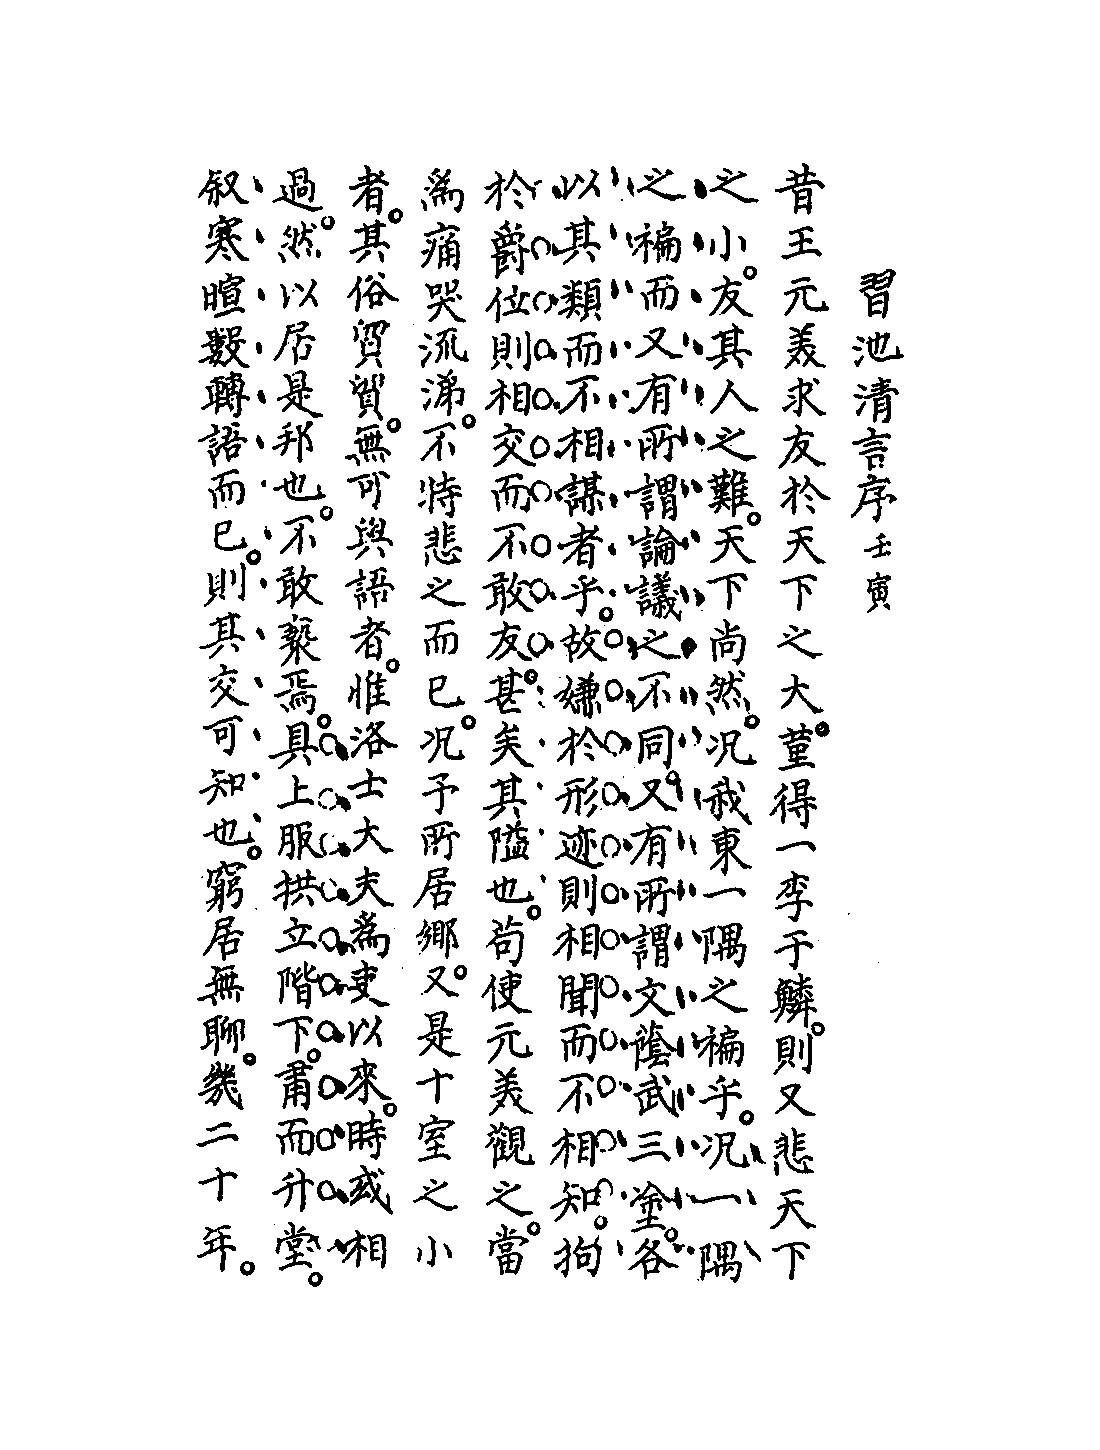 習池清言序 壬寅
昔王元美求友於天下之大。菫得一李于鱗。則又悲天下
之小。友其人之難。天下尚然。况我東一隅之褊乎。况一隅
之褊而又有所謂論議之不同。又有所謂文蔭武三塗。各
以其類而不相謀者乎。故嫌於形迹則相聞而不相知。拘
於爵位則相交而不敢友。甚矣其隘也。苟使元美觀之。當
爲痛哭流涕。不特悲之而已。况予所居鄕。又是十室之小
者。其俗貿貿。無可與語者。惟洛士大夫爲吏以來。時或相
過。然以居是邦也。不敢褻焉。具上服拱立階下。肅而升堂。
叙寒暄數轉語而已。則其交可知也。窮居無聊。幾二十年。